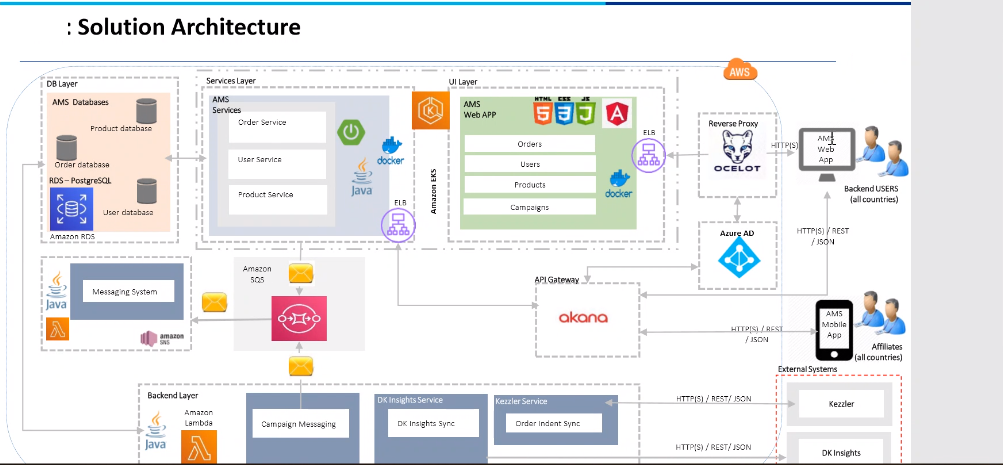 : Solution Architecture
AWS
DB Layer
AMS Databases
Product database
Order database
RDS – PostgreSQL
User database
Amazon RDS
Services Layer
AMS
Services
Order Service
User Service
Product Service
docker
Java
ELB
Amazon EKS
UI Layer
AMS
Web APP
HTML
5
CSS
3
JS
A
Orders
Users
Products
Campaigns
docker
ELB
Reverse Proxy
OCELOT
HTTP(S)
AMS
Web
App
Backend USERS
(all countries)
Azure AD
HTTP(S) / REST
/ JSON
API Gateway
akana
HTTP(S) / REST
/ JSON
AMS
Mobile
App
Affiliates
(all countries)
Java
Messaging System
amazon
SNS
Amazon
SQS
Backend Layer
Java
Amazon
Lambda
Campaign Messaging
DK Insights Service
DK Insights Sync
Kezzler Service
Order Indent Sync
HTTP(S) / REST/ JSON
HTTP(S) / REST/ JSON
External Systems
Kezzler
DK Insights